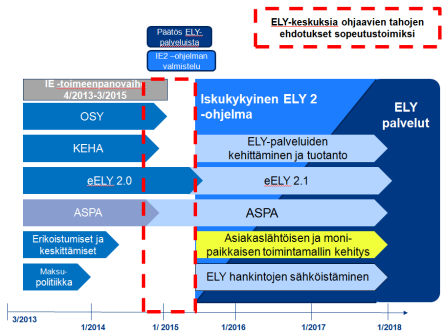 Päätös ELY-
palveluista
IE2 –ohjelman
valmistelu
ELY-keskuksia
ohjaavien tahojen
ehdotukset sopeutustoimiksi
IE -toimeenpanovaih
4/2013-3/2015
Iskukykyinen ELY 2
-ohjelma
ELY
palvelut
OSY
KEHA
ELY-palveluiden
kehittäminen ja tuotanto
eELY 2.0
eELY 2.1
ASPA
ASPA
Erikoistumiset ja
keskittämiset
Asiakaslähtöisen ja moni-
paikkaisen toimintamallin kehitys
Maksu-
politiikka
ELY hankintojen sähköistäminen
3/2013
1/2014
1/ 2015
1/2016
1/2017
1/2018